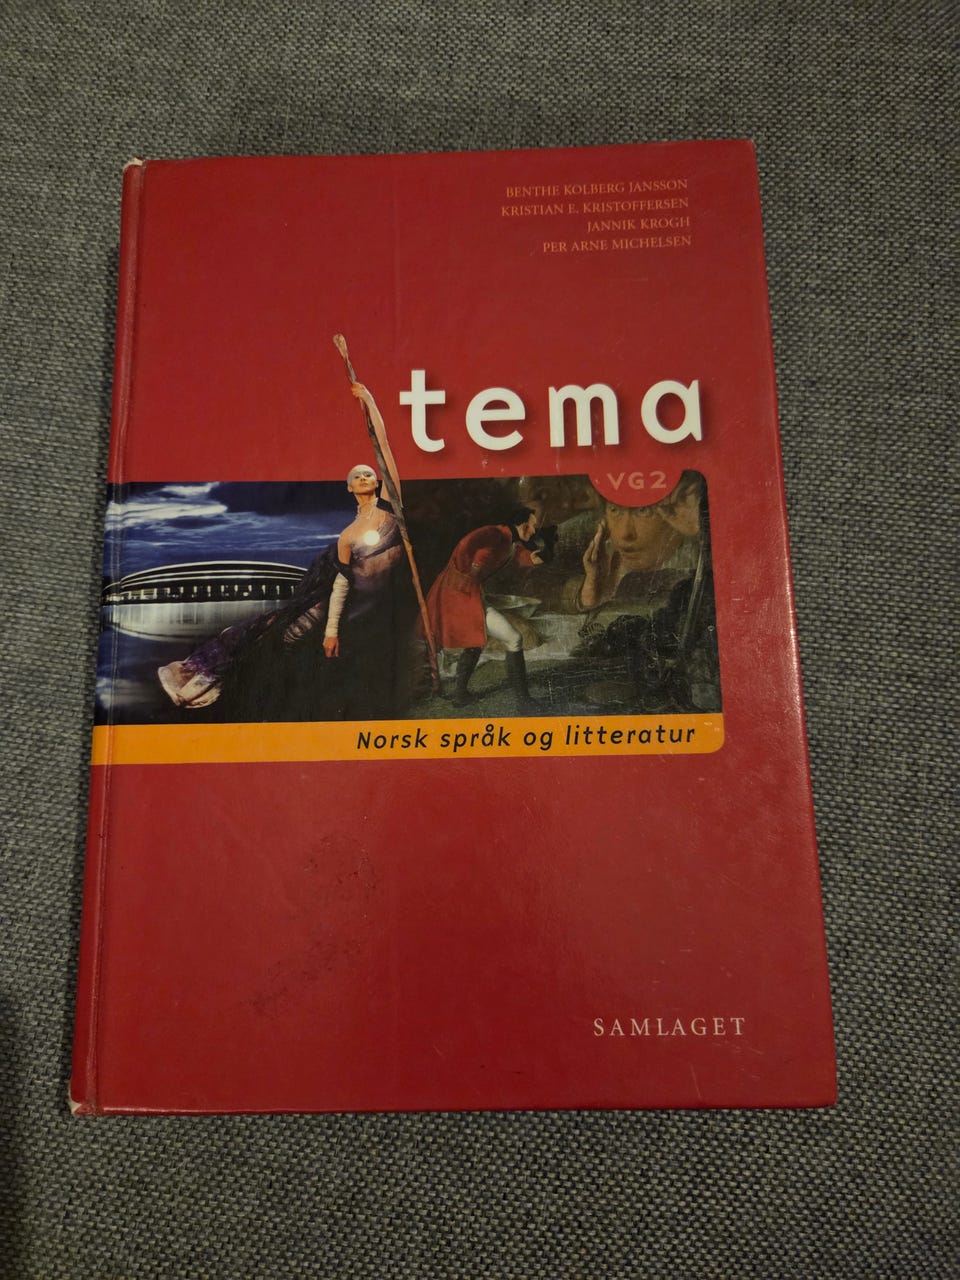 BENTHE KOLBERG JANSSON
KRISTIAN E. KRISTOFFERSEN
JANNIK KROGH
PER ARNE MICHELSEN
tema
VG2
Norsk språk og litteratur
SAMLAGET